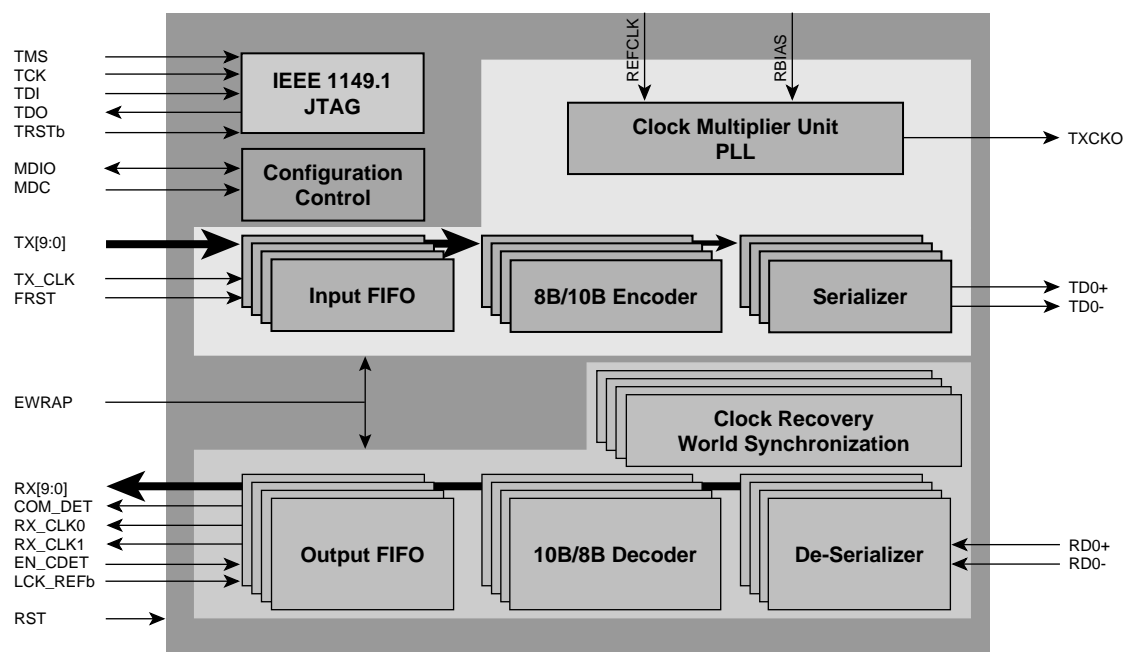 REFCLK
RBIAS
TMS
TCK
TDI
TDO
TRSTb
IEEE 1149.1
JTAG
Clock Multiplier Unit
PLL
TXCKO
MDIO
MDC
Configuration
Control
TX[9:0]
TX_CLK
FRST
Input FIFO
8B/10B Encoder
Serializer
TD0+
TD0-
EWRAP
Clock Recovery
World Synchronization
RX[9:0]
COM_DET
RX_CLK0
RX_CLK1
EN_CDET
LCK_REFb
Output FIFO
10B/8B Decoder
De-Serializer
RD0+
RD0-
RST